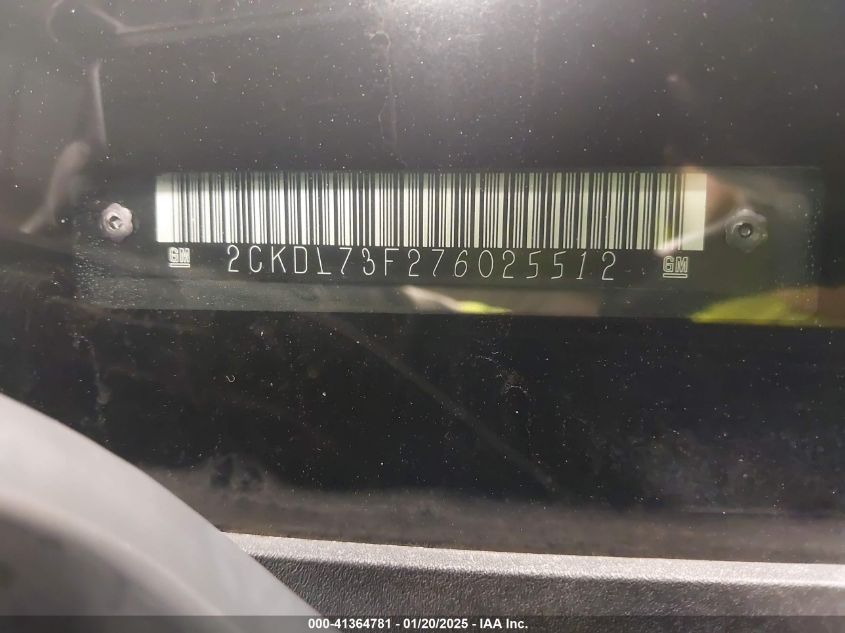 2CKDL73F276025512
GM GM
000-41364781 - 01/20/2025 - IAA Inc.